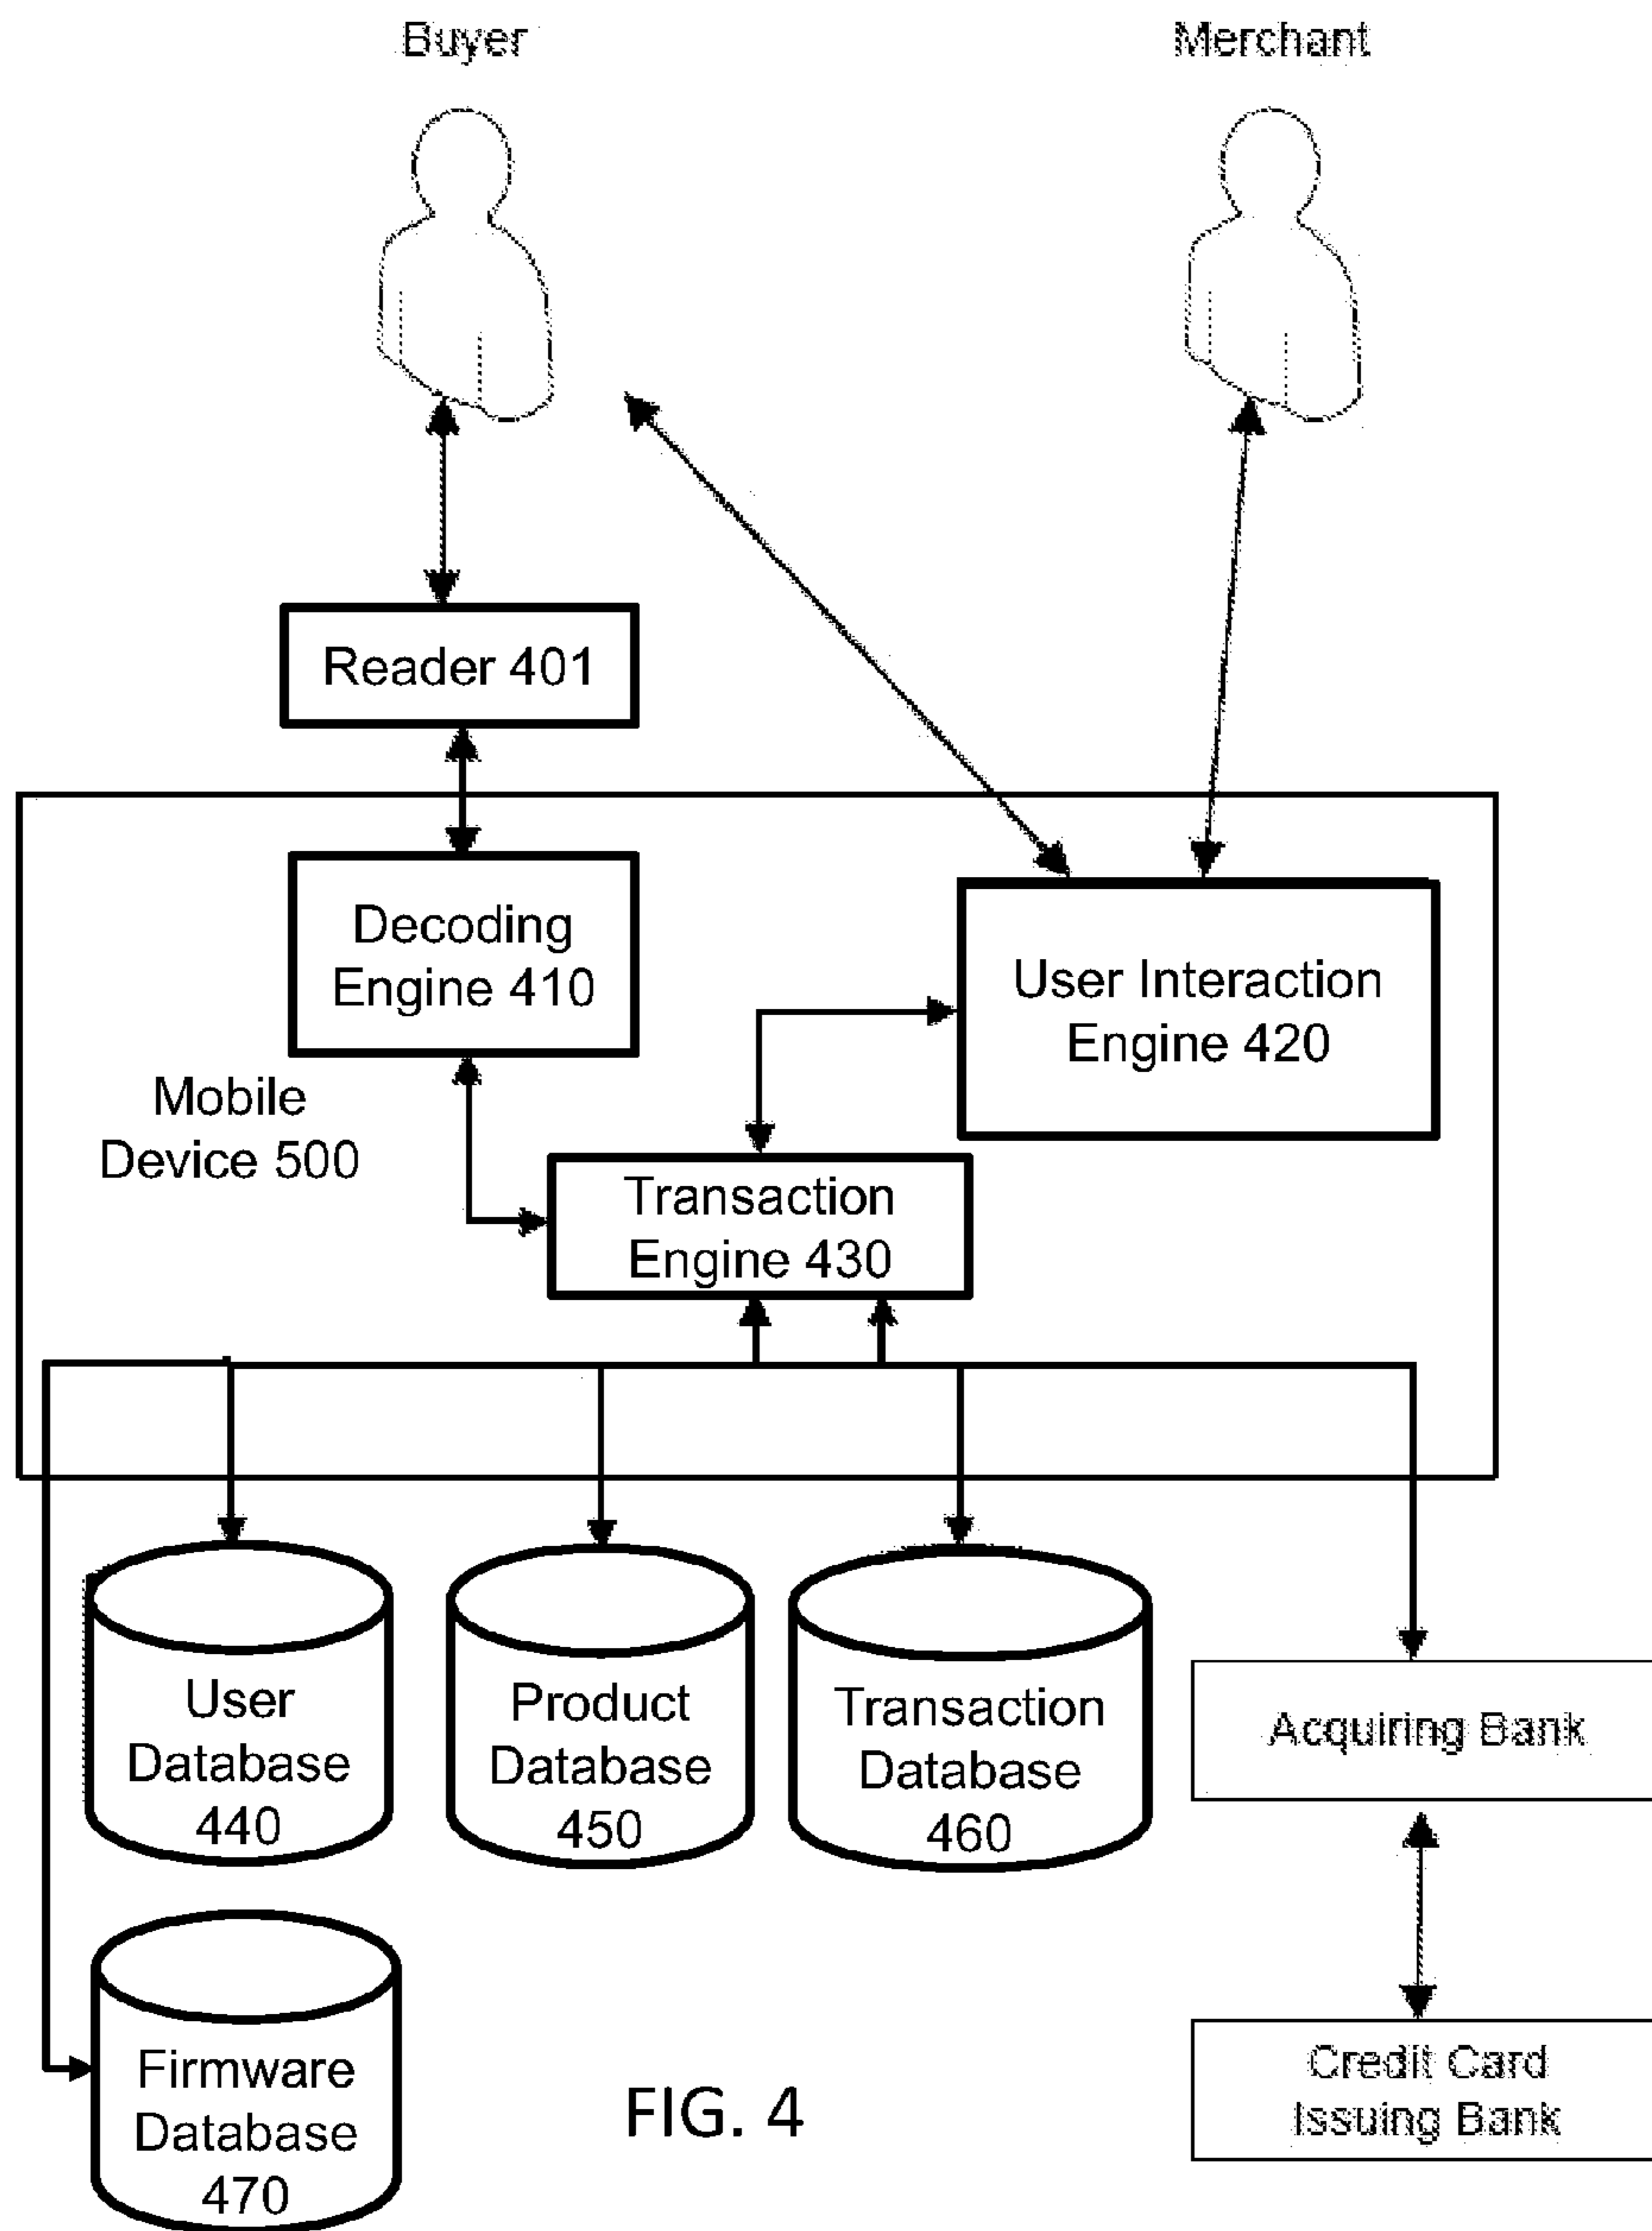 Buyer
Merchant
Reader 401
Decoding
Engine 410
User Interaction
Engine 420
Mobile
Device 500
Transaction
Engine 430
User
Database
440
Product
Database
450
Transaction
Database
460
Acquiring Bank
Firmware
Database
470
FIG. 4
Credit Card
Issuing Bank